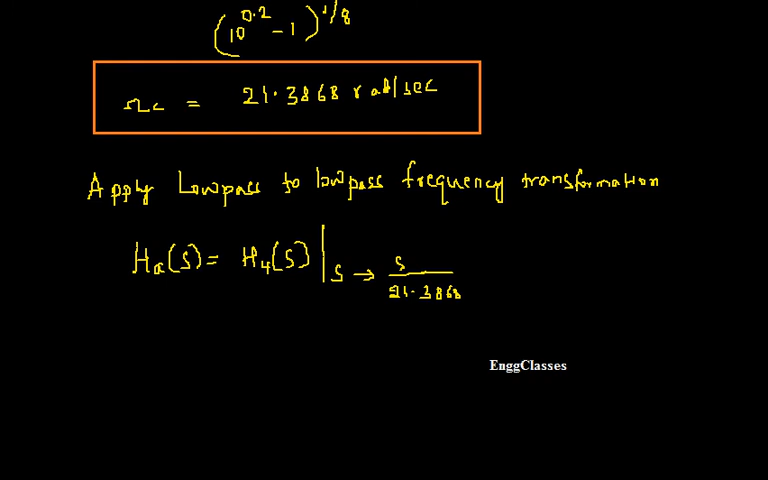 (10^0.2 - 1)^1/8
Ωc = 21.3868 rad/sec
Apply Lowpass to lowpass frequency transformation
Ha(s) = H4(s) | s → s/21.3868
EnggClasses